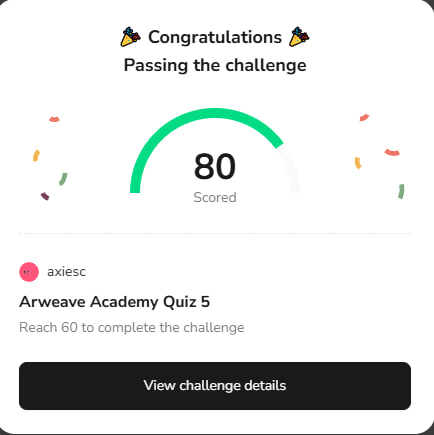 Congratulations
Passing the challenge
80
Scored
axiesc
Arweave Academy Quiz 5
Reach 60 to complete the challenge
View challenge details